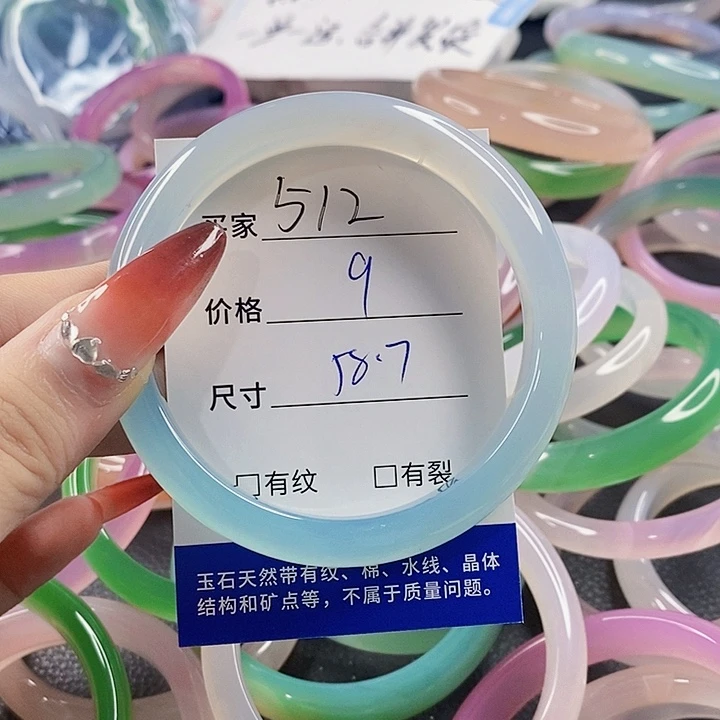 买家 512
价格 9
尺寸 58.7
□有纹 □有裂
玉石天然带有纹、棉、水线、晶体
结构和矿点等，不属于质量问题。